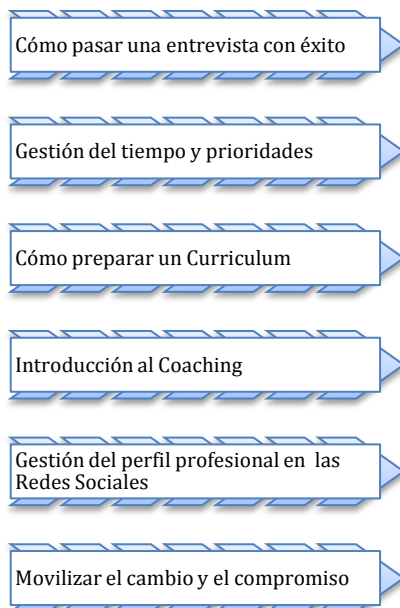 Cómo pasar una entrevista con éxito
Gestión del tiempo y prioridades
Cómo preparar un Curriculum
Introducción al Coaching
Gestión del perfil profesional en  las
Redes Sociales
Movilizar el cambio y el compromiso